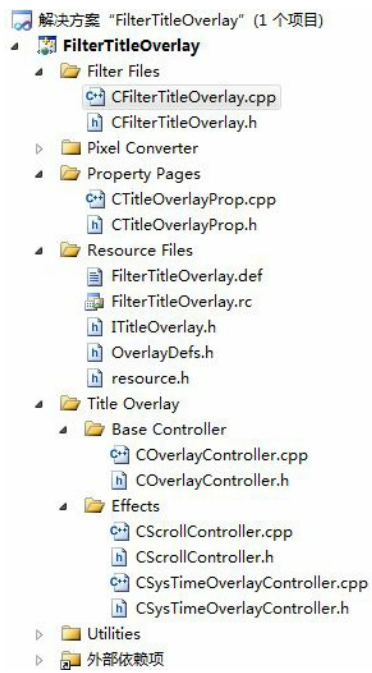 解决方案 “FilterTitleOverlay” (1 个项目)
FilterTitleOverlay
Filter Files
CFilterTitleOverlay.cpp
CFilterTitleOverlay.h
Pixel Converter
Property Pages
CTitleOverlayProp.cpp
CTitleOverlayProp.h
Resource Files
FilterTitleOverlay.def
FilterTitleOverlay.rc
ITitleOverlay.h
OverlayDefs.h
resource.h
Title Overlay
Base Controller
COverlayController.cpp
COverlayController.h
Effects
CScrollController.cpp
CScrollController.h
CSysTimeOverlayController.cpp
CSysTimeOverlayController.h
Utilities
外部依赖项